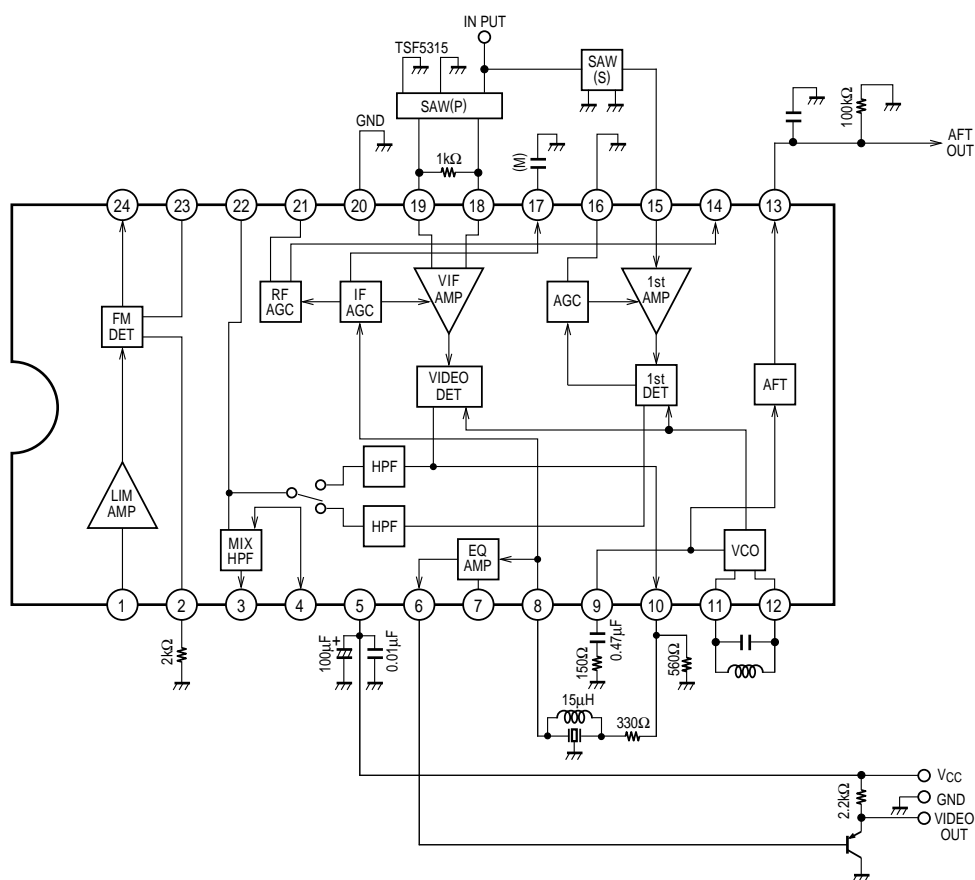 IN PUT
TSF5315
SAW
(S)
SAW(P)
GND
1kΩ
(M)
100kΩ
AFT
OUT
24
23
22
21
20
19
18
17
16
15
14
13
RF
AGC
IF
AGC
VIF
AMP
AGC
1st
AMP
FM
DET
VIDEO
DET
1st
DET
AFT
HPF
LIM
AMP
HPF
MIX
HPF
EQ
AMP
VCO
1
2
3
4
5
6
7
8
9
10
11
12
2kΩ
100µF
+
0.01µF
150Ω
0.47µF
560Ω
15µH
330Ω
VCC
2.2kΩ
GND
VIDEO
OUT